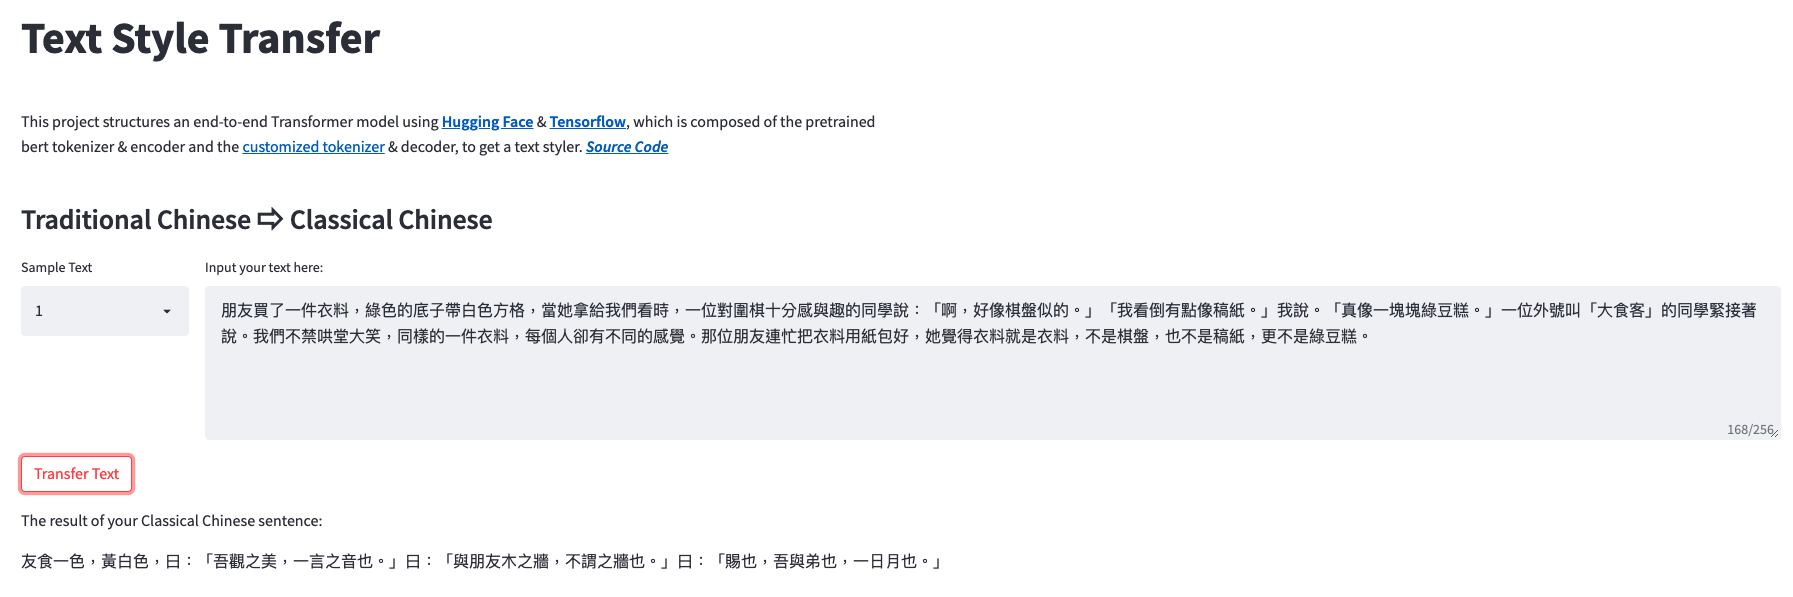 Text Style Transfer
This project structures an end-to-end Transformer model using Hugging Face & Tensorflow, which is composed of the pretrained
bert tokenizer & encoder and the customized tokenizer & decoder, to get a text styler. Source Code
Traditional Chinese ⇨ Classical Chinese
Sample Text
Input your text here:
1
朋友買了一件衣料，綠色的底子帶白色方格，當她拿給我們看時，一位對圍棋十分感與趣的同學說：「啊，好像棋盤似的。」「我看倒有點像稿紙。」我說。「真像一塊塊綠豆糕。」一位外號叫「大食客」的同學緊接著
說。我們不禁哄堂大笑，同樣的一件衣料，每個人卻有不同的感覺。那位朋友連忙把衣料用紙包好，她覺得衣料就是衣料，不是棋盤，也不是稿紙，更不是綠豆糕。
168/256
Transfer Text
The result of your Classical Chinese sentence:
友食一色，黃白色，曰：「吾觀之美，一言之音也。」曰：「與朋友木之牆，不謂之牆也。」曰：「賜也，吾與弟也，一日月也。」